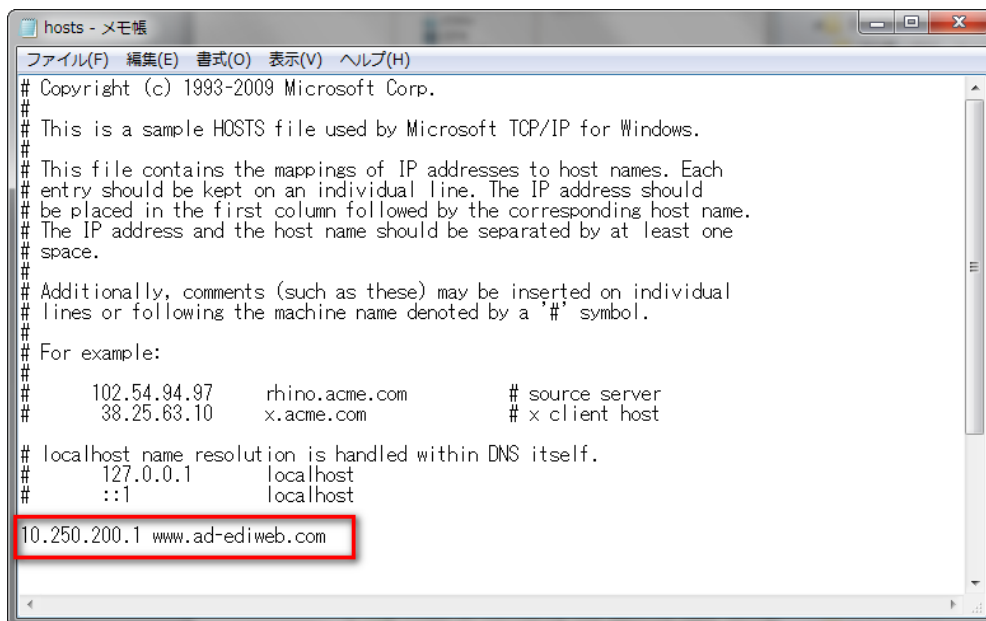 hosts - メモ帳
ファイル(F) 編集(E) 書式(O) 表示(V) ヘルプ(H)
# Copyright (c) 1993-2009 Microsoft Corp.
#
# This is a sample HOSTS file used by Microsoft TCP/IP for Windows.
#
# This file contains the mappings of IP addresses to host names. Each
# entry should be kept on an individual line. The IP address should
# be placed in the first column followed by the corresponding host name.
# The IP address and the host name should be separated by at least one
# space.
#
# Additionally, comments (such as these) may be inserted on individual
# lines or following the machine name denoted by a '#' symbol.
#
# For example:
#
#      102.54.94.97     rhino.acme.com          # source server
#       38.25.63.10     x.acme.com              # x client host

# localhost name resolution is handled within DNS itself.
#       127.0.0.1       localhost
#       ::1             localhost

10.250.200.1 www.ad-ediweb.com